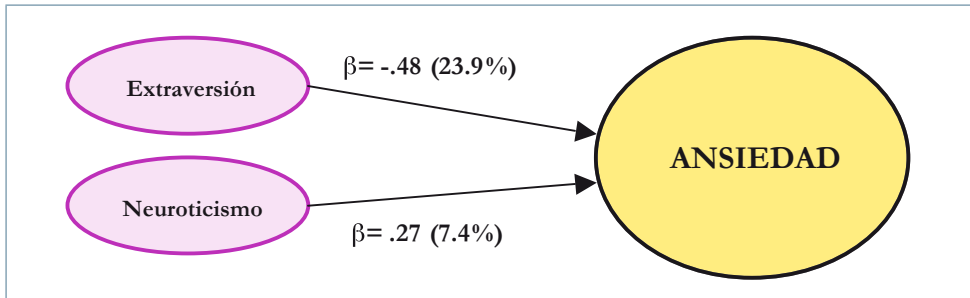 β= -.48 (23.9%)
Extraversión
ANSIEDAD
Neuroticismo
β= .27 (7.4%)